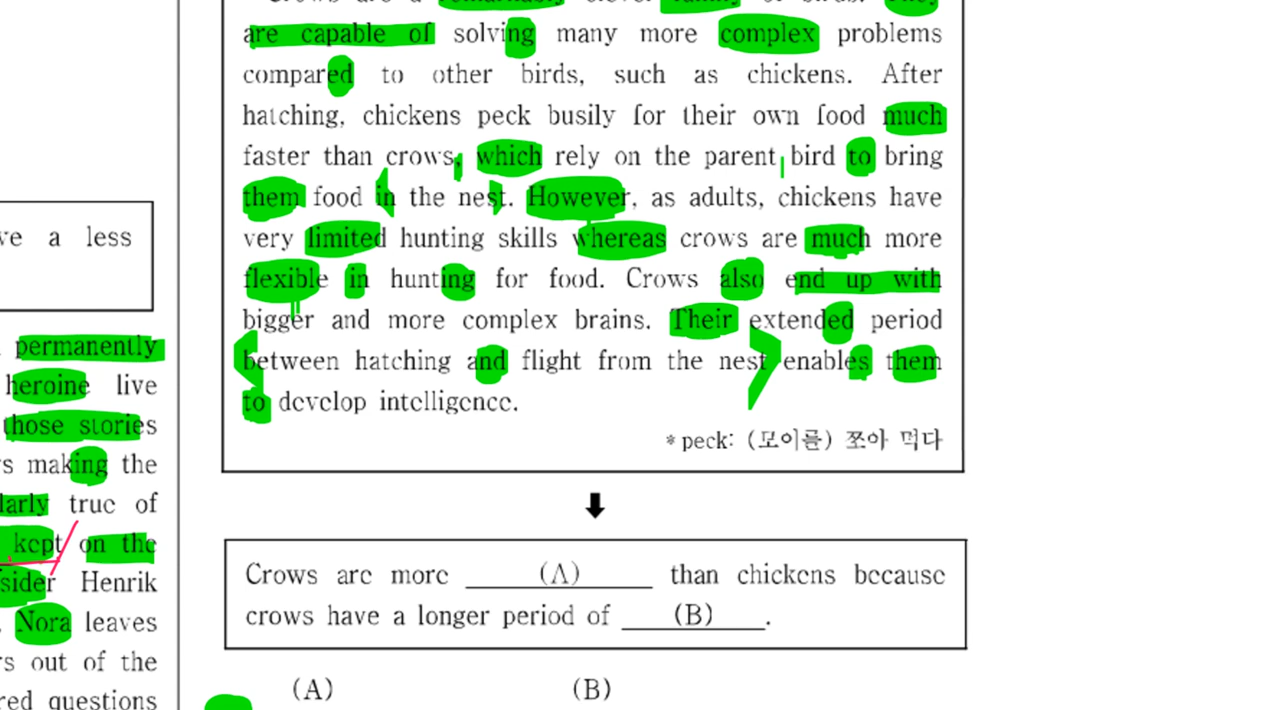 are capable of solving many more complex problems
compared to other birds, such as chickens. After
hatching, chickens peck busily for their own food much
faster than crows, which rely on the parent bird to bring
them food in the nest. However, as adults, chickens have
very limited hunting skills whereas crows are much more
flexible in hunting for food. Crows also end up with
bigger and more complex brains. Their extended period
between hatching and flight from the nest enables them
to develop intelligence.
* peck: (모이를) 쪼아 먹다
Crows are more (A) than chickens because
crows have a longer period of (B).
(A) (B)
a less
permanently
heroine live
those stories
making the
true of
kept on the
Henrik
Nora leaves
out of the
questions